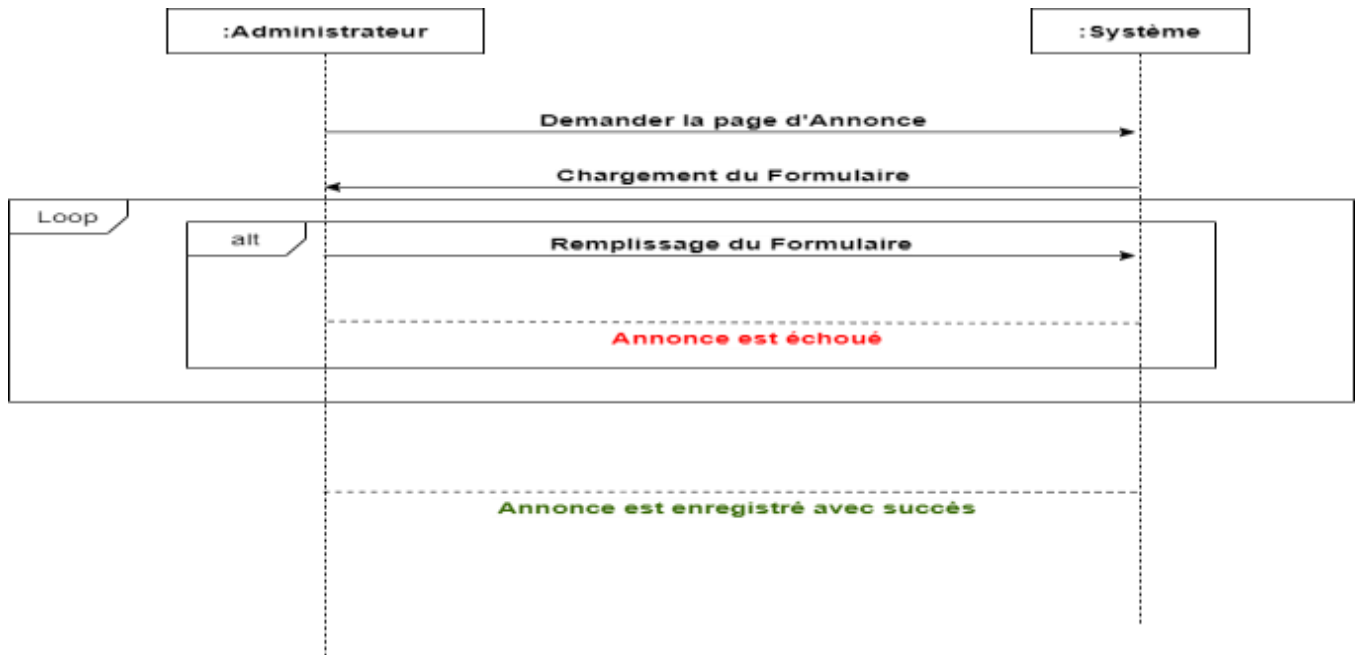 :Administrateur
:Système
Demander la page d'Annonce
Chargement du Formulaire
Loop
alt
Remplissage du Formulaire
Annonce est échoué
Annonce est enregistré avec succès